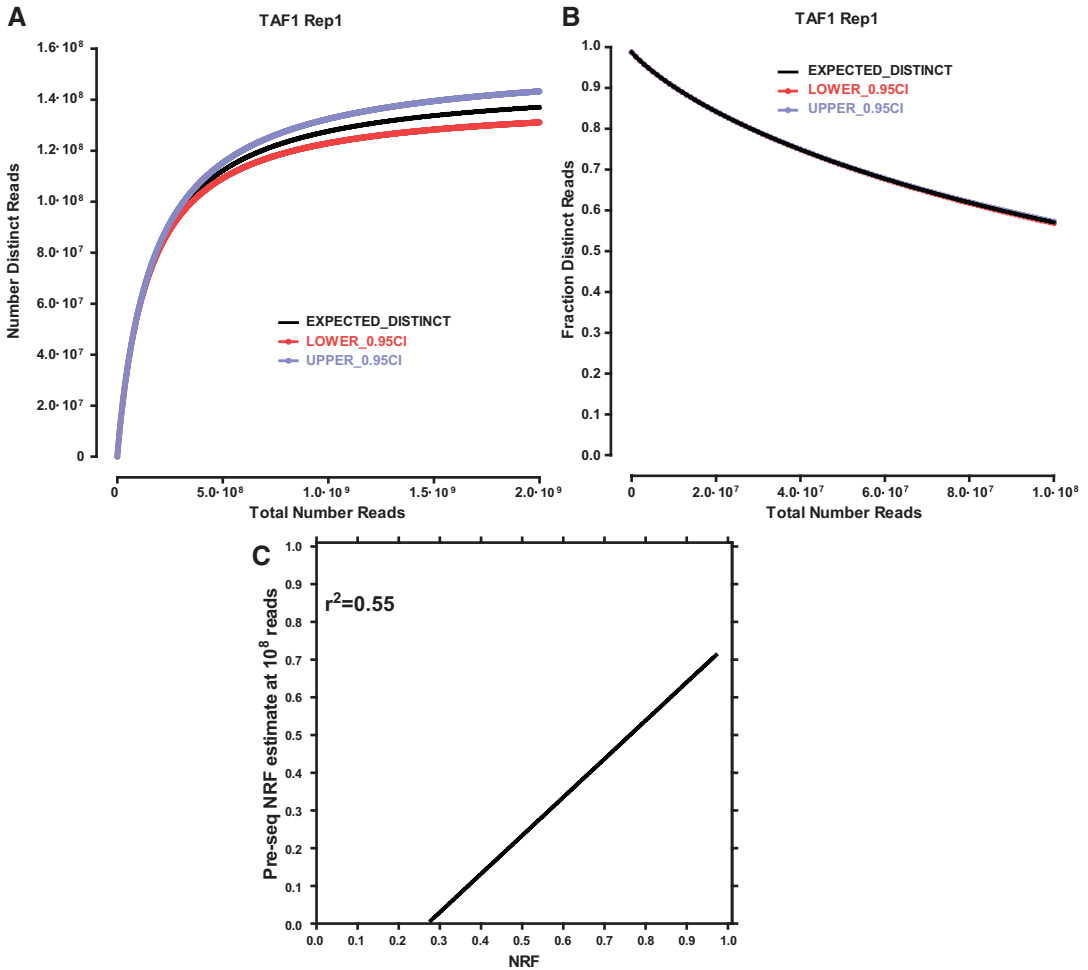 A
TAF1 Rep1
Number Distinct Reads
1.6·10⁸
1.4·10⁸
1.2·10⁸
1.0·10⁸
8.0·10⁷
6.0·10⁷
4.0·10⁷
2.0·10⁷
0
EXPECTED_DISTINCT
LOWER_0.95CI
UPPER_0.95CI
0 5.0·10⁸ 1.0·10⁹ 1.5·10⁹ 2.0·10⁹
Total Number Reads
B
TAF1 Rep1
Fraction Distinct Reads
1.0
0.9
0.8
0.7
0.6
0.5
0.4
0.3
0.2
0.1
0.0
EXPECTED_DISTINCT
LOWER_0.95CI
UPPER_0.95CI
0 2.0·10⁷ 4.0·10⁷ 6.0·10⁷ 8.0·10⁷ 1.0·10⁸
Total Number Reads
C
Pre-seq NRF estimate at 10⁸ reads
1.0
0.9
0.8
0.7
0.6
0.5
0.4
0.3
0.2
0.1
0.0
r²=0.55
0.0 0.1 0.2 0.3 0.4 0.5 0.6 0.7 0.8 0.9 1.0
NRF